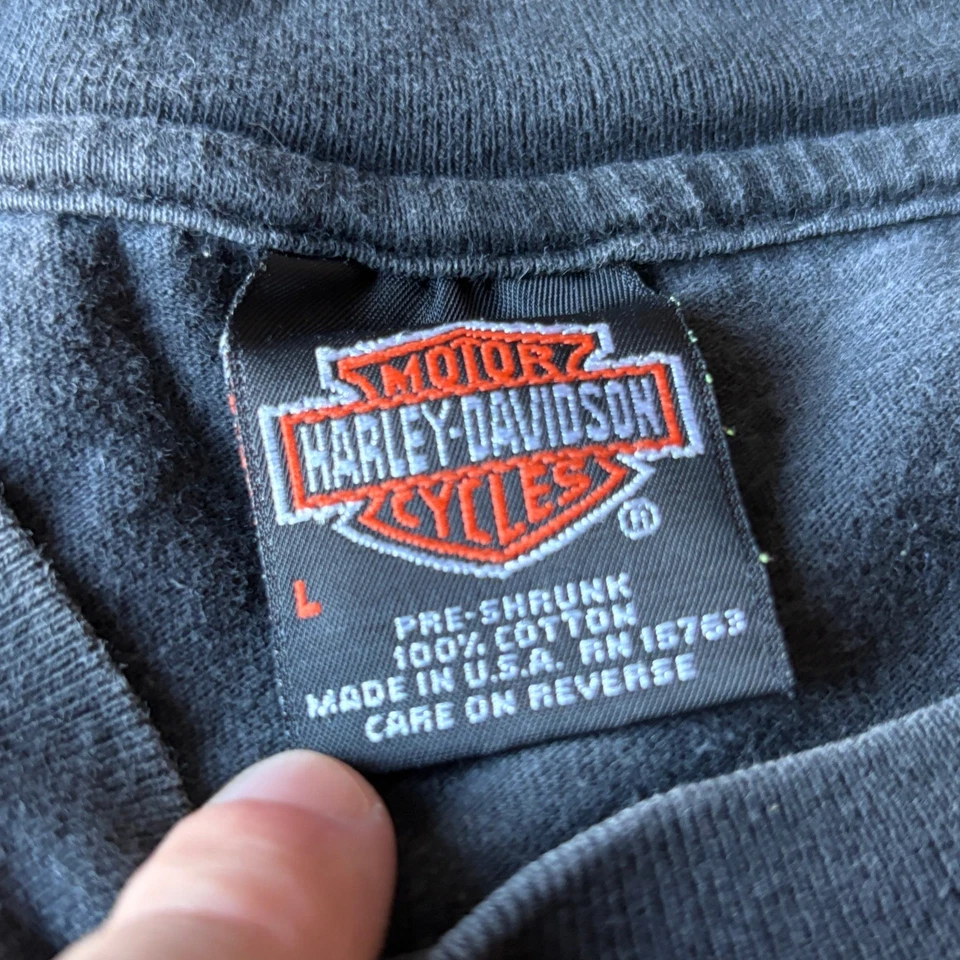 MOTOR
HARLEY-DAVIDSON
CYCLES
®
L
PRE-SHRUNK
100% COTTON
MADE IN U.S.A. RN 15763
CARE ON REVERSE